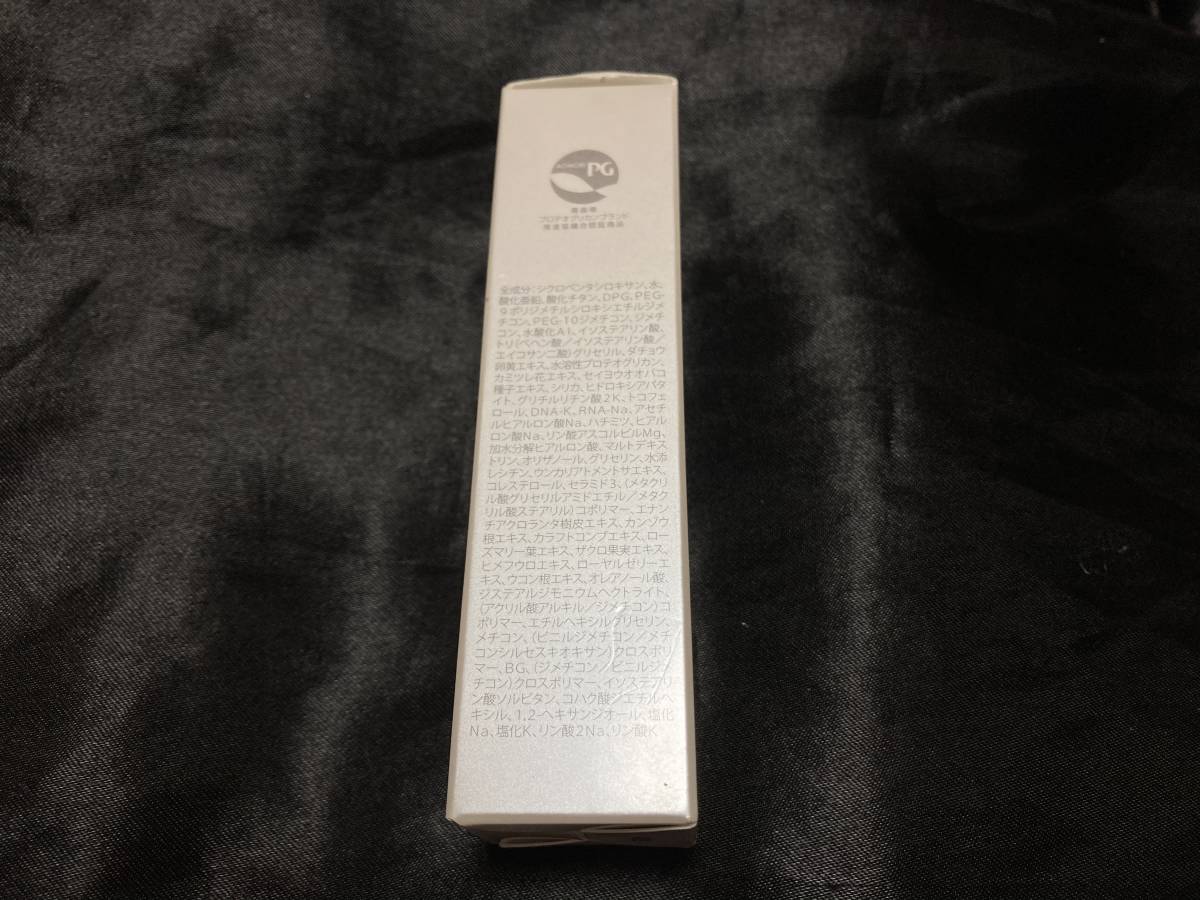 AOMORI PG
青森県
プロテオグリカンブランド
推進協議会認証商品
全成分：シクロペンタシロキサン、水、
酸化亜鉛、酸化チタン、DPG、PEG-
9ポリジメチルシロキシエチルジメ
チコン、PEG-10ジメチコン、ジメチ
コン、水酸化Al、イソステアリン酸、
トリ（ベヘン酸／イソステアリン酸／
エイコサン二酸）グリセリル、ダチョウ
卵黄エキス、水溶性プロテオグリカン、
カミツレ花エキス、セイヨウオオバコ
種子エキス、シリカ、ヒドロキシアパタ
イト、グリチルリチン酸2K、トコフェ
ロール、DNA-K、RNA-Na、アセチ
ルヒアルロン酸Na、ハチミツ、ヒアル
ロン酸Na、リン酸アスコルビルMg、
加水分解ヒアルロン酸、マルトデキス
トリン、オリザノール、グリセリン、水添
レシチン、ウンカリアトメントサエキス、
コレステロール、セラミド3、（メタクリ
ル酸グリセリルアミドエチル／メタク
リル酸ステアリル）コポリマー、エナン
チアクロランタ樹皮エキス、カンゾウ
根エキス、カラフトコンブエキス、ロー
ズマリー葉エキス、ザクロ果実エキス、
ヒメフウロエキス、ローヤルゼリーエ
キス、ウコン根エキス、オレアノール酸、
ジステアルジモニウムヘクトライト、
（アクリル酸アルキル／ジメチコン）コ
ポリマー、エチルヘキシルグリセリン、
メチコン、（ビニルジメチコン／メチ
コンシルセスキオキサン）クロスポリ
マー、BG、（ジメチコン／ビニルジメ
チコン）クロスポリマー、イソステアリ
ン酸ソルビタン、コハク酸ジエチルヘ
キシル、1,2-ヘキサンジオール、塩化
Na、塩化K、リン酸2Na、リン酸K